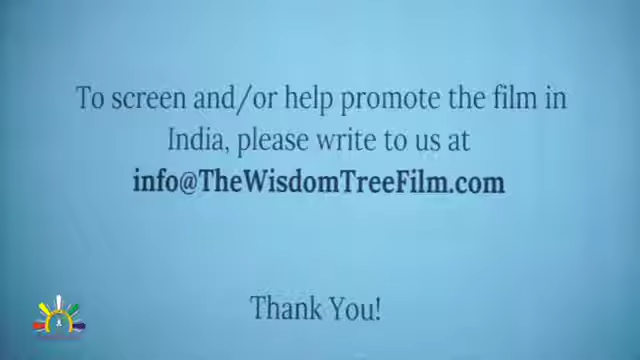 To screen and/or help promote the film in
India, please write to us at
info@TheWisdomTreeFilm.com
Thank You!